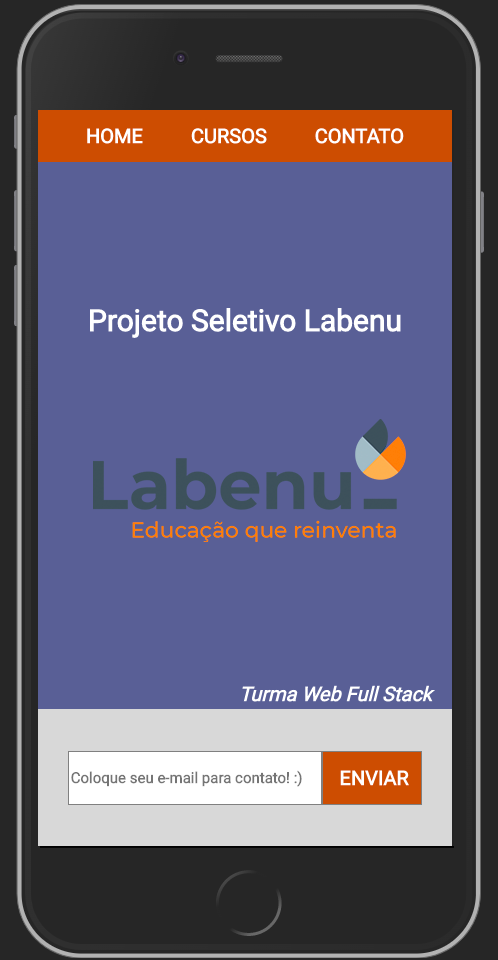 HOME CURSOS CONTATO
Projeto Seletivo Labenu
Labenu_
Educação que reinventa
Turma Web Full Stack
Coloque seu e-mail para contato! :) ENVIAR